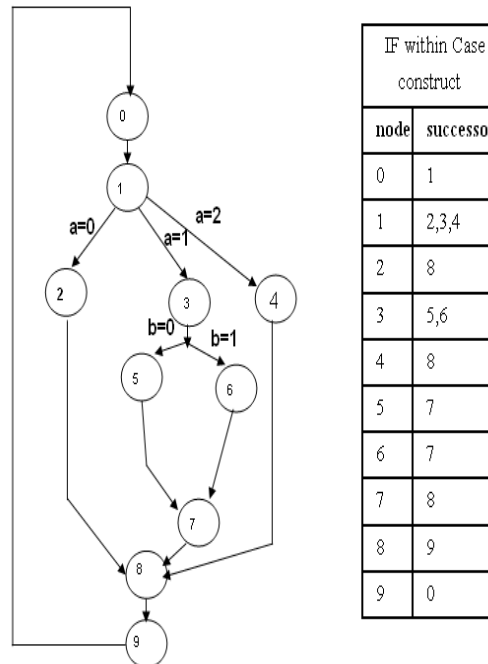 0
1
a=0
a=1
a=2
2
3
4
b=0
b=1
5
6
7
8
9
IF within Case
construct
node successo
0 1
1 2,3,4
2 8
3 5,6
4 8
5 7
6 7
7 8
8 9
9 0